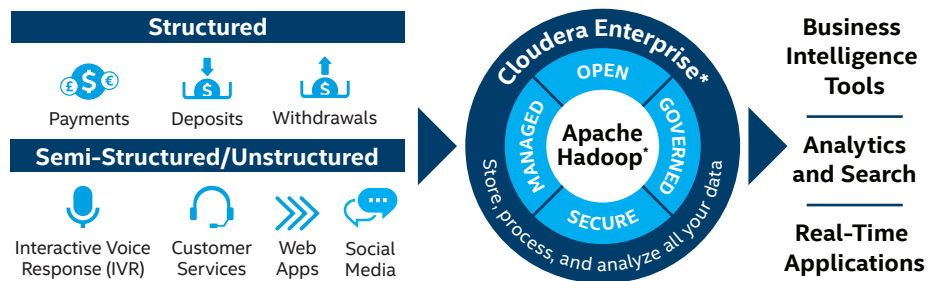 Structured
£ $ €
$
$
Payments
Deposits
Withdrawals
Semi-Structured/Unstructured
Interactive Voice
Response (IVR)
Customer
Services
Web
Apps
Social
Media
Cloudera Enterprise*
OPEN
MANAGED
GOVERNED
SECURE
Apache
Hadoop*
Store, process, and analyze all your data
Business
Intelligence
Tools
Analytics
and Search
Real-Time
Applications